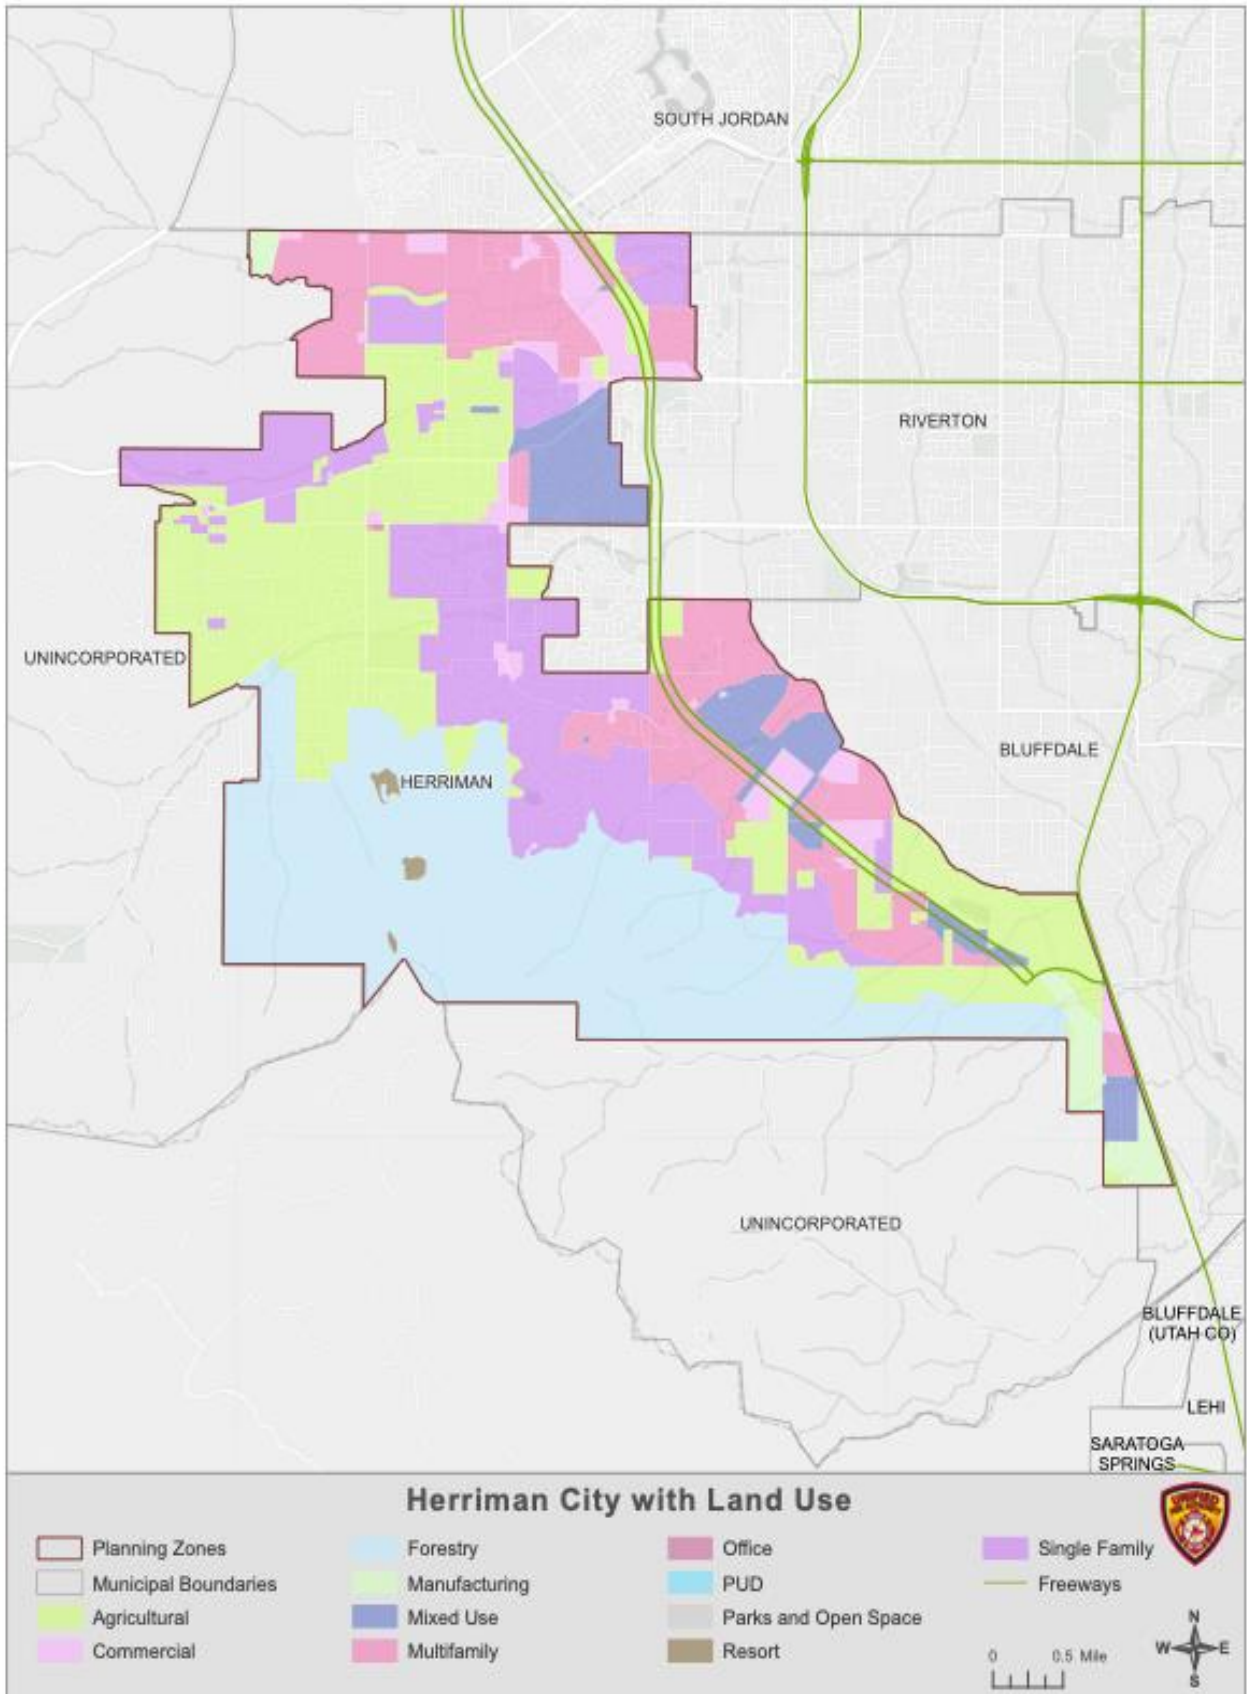 SOUTH JORDAN
RIVERTON
UNINCORPORATED
BLUFFDALE
HERRIMAN
UNINCORPORATED
BLUFFDALE
(UTAH CO)
LEHI
SARATOGA
SPRINGS
Herriman City with Land Use
Planning Zones
Municipal Boundaries
Agricultural
Commercial
Forestry
Manufacturing
Mixed Use
Multifamily
Office
PUD
Parks and Open Space
Resort
Single Family
Freeways
0 0.5 Mile
N
W E
S